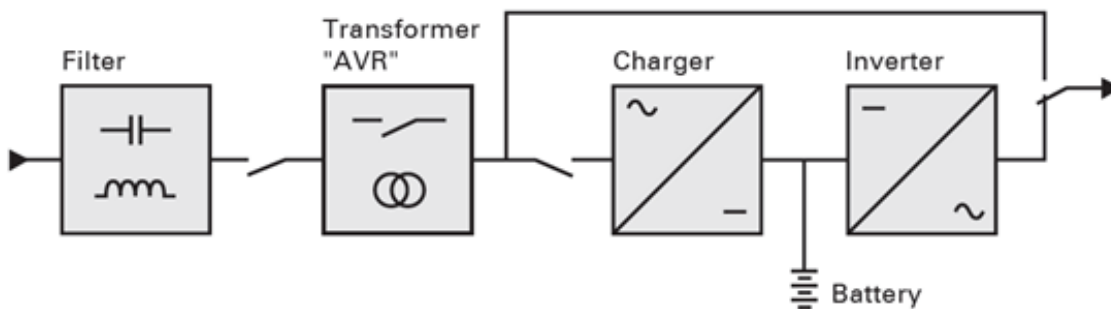 Filter
Transformer
"AVR"
Charger
Inverter
Battery